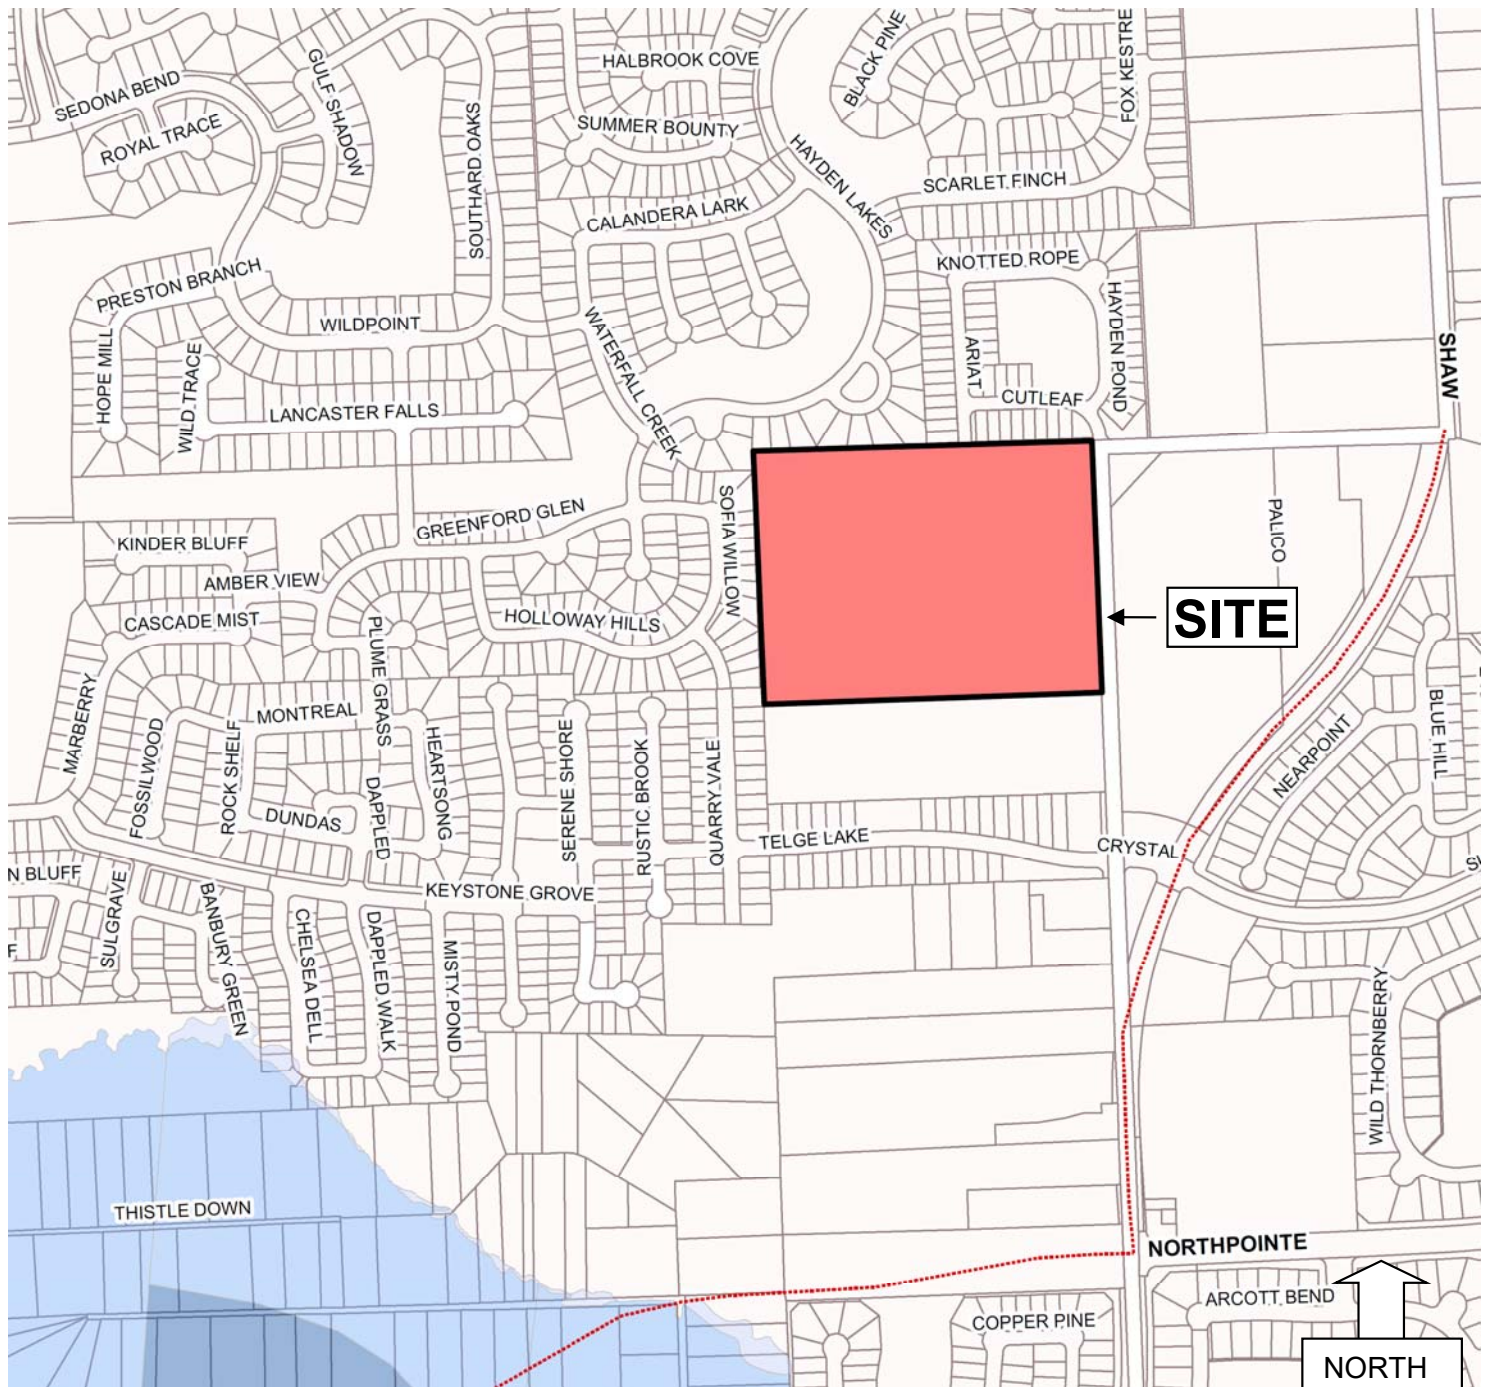 HALBROOK COVE
BLACK PINE
FOX KESTRE
GULF SHADOW
SEDONA BEND
ROYAL TRACE
SOUTHARD OAKS
SUMMER BOUNTY
HAYDEN LAKES
SCARLET FINCH
CALANDERA LARK
KNOTTED ROPE
PRESTON BRANCH
HAYDEN POND
WILDPOINT
WATERFALL CREEK
HOPE MILL
WILD TRACE
ARIAT
SHAW
LANCASTER FALLS
CUTLEAF
SOFIA WILLOW
PALICO
GREENFORD GLEN
KINDER BLUFF
AMBER VIEW
CASCADE MIST
HOLLOWAY HILLS
SITE
PLUME GRASS
MARBERRY
MONTREAL
FOSSILWOOD
ROCK SHELF
HEARTSONG
SERENE SHORE
RUSTIC BROOK
QUARRY VALE
BLUE HILL
NEARPOINT
DUNDAS
DAPPLED
TELGE LAKE
CRYSTAL
N BLUFF
KEYSTONE GROVE
SULGRAVE
BANBURY GREEN
CHELSEA DELL
DAPPLED WALK
MISTY POND
F
WILD THORNBERRY
THISTLE DOWN
NORTHPOINTE
ARCOTT BEND
COPPER PINE
NORTH